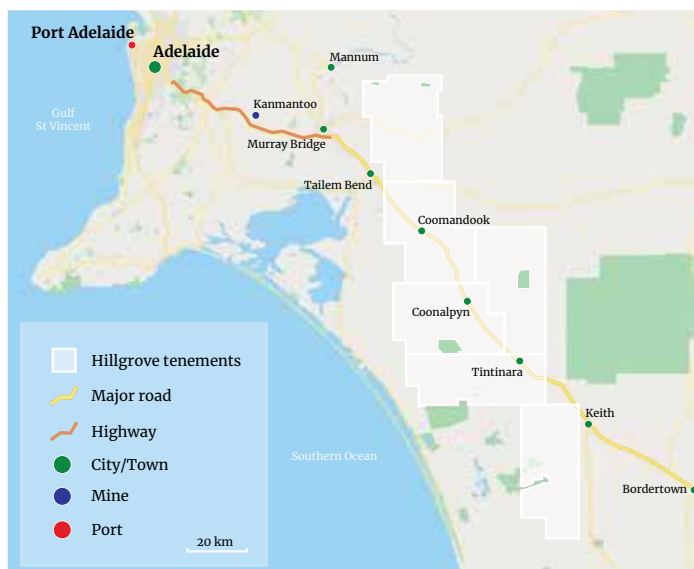 Port Adelaide
Adelaide
Mannum
Gulf
St Vincent
Kanmantoo
Murray Bridge
Tailem Bend
Coomandook
Coonalpyn
Tintinara
Keith
Bordertown
Southern Ocean
Hillgrove tenements
Major road
Highway
City/Town
Mine
Port
20 km